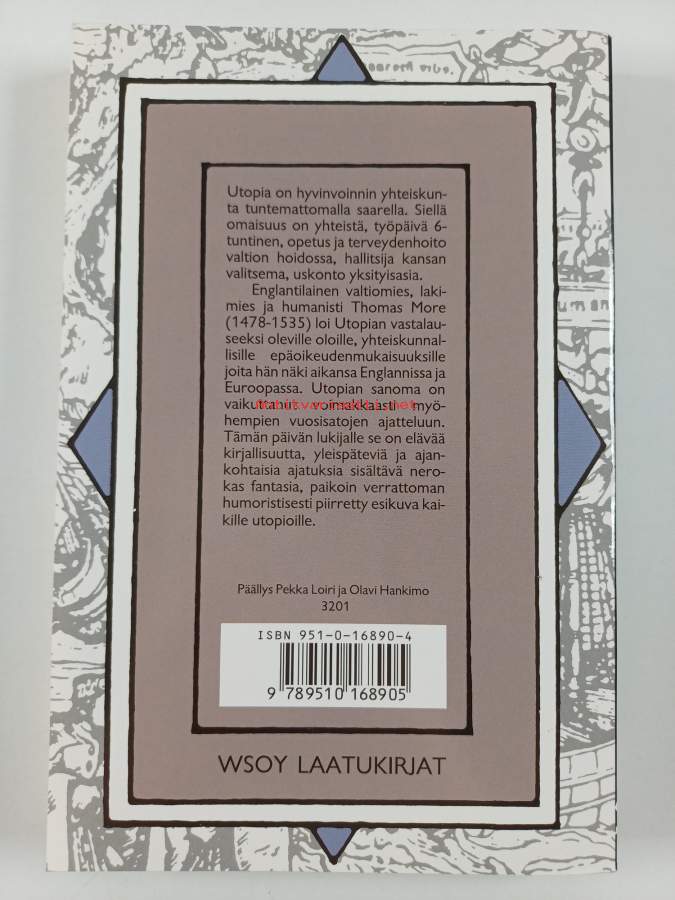 Utopia on hyvinvoinnin yhteiskun-
ta tuntemattomalla saarella. Siellä
omaisuus on yhteistä, työpäivä 6-
tuntinen, opetus ja terveydenhoito
valtion hoidossa, hallitsija kansan
valitsema, uskonto yksityisasia.
Englantilainen valtiomies, laki-
mies ja humanisti Thomas More
(1478-1535) loi Utopian vastalau-
seeksi oleville oloille, yhteiskunnal-
lisille epäoikeudenmukaisuuksille
joita hän näki aikansa Englannissa ja
Euroopassa. Utopian sanoma on
vaikuttanut voimakkaasti myö-
hempien vuosisatojen ajatteluun.
Tämän päivän lukijalle se on elävää
kirjallisuutta, yleispäteviä ja ajan-
kohtaisia ajatuksia sisältävä nero-
kas fantasia, paikoin verrattoman
humoristisesti piirretty esikuva kai-
kille utopioille.
Päällys Pekka Loiri ja Olavi Hankimo
3201
ISBN 951-0-16890-4
9 789510 168905
WSOY LAATUKIRJAT